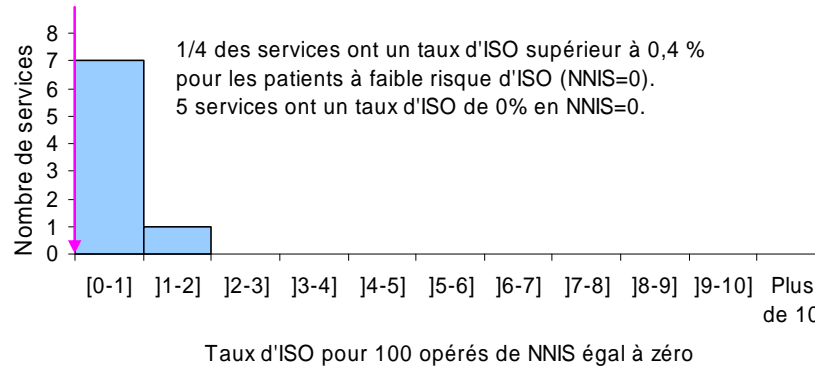 1/4 des services ont un taux d'ISO supérieur à 0,4 %
pour les patients à faible risque d'ISO (NNIS=0).
5 services ont un taux d'ISO de 0% en NNIS=0.
Nombre de services
8
7
6
5
4
3
2
1
0
[0-1] ]1-2] ]2-3] ]3-4] ]4-5] ]5-6] ]6-7] ]7-8] ]8-9] ]9-10] Plus
de 10
Taux d'ISO pour 100 opérés de NNIS égal à zéro